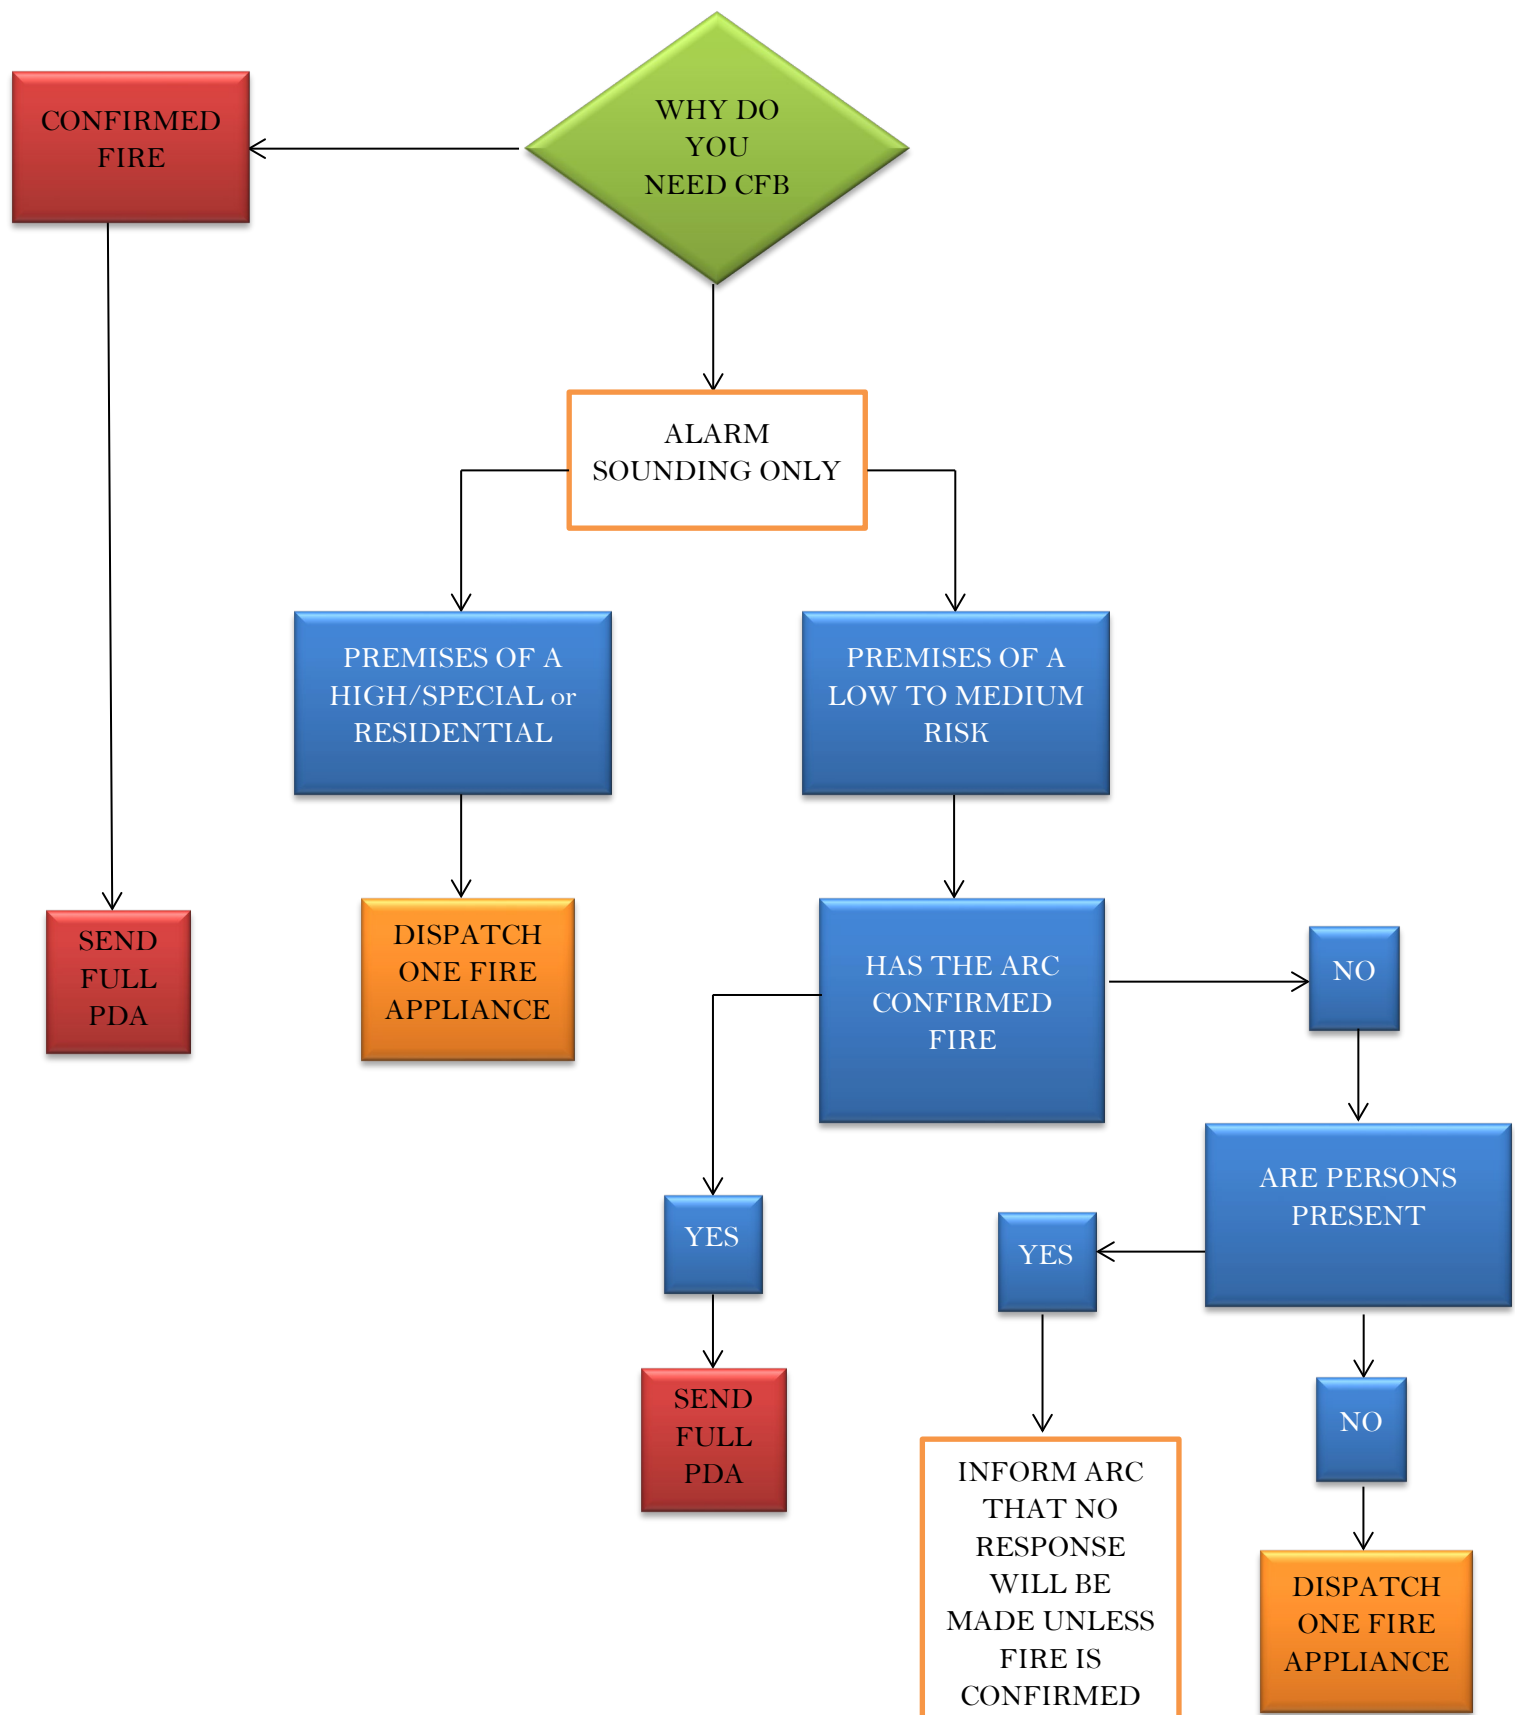 CONFIRMED
FIRE
WHY DO
YOU
NEED CFB
ALARM
SOUNDING ONLY
PREMISES OF A
HIGH/SPECIAL or
RESIDENTIAL
PREMISES OF A
LOW TO MEDIUM
RISK
SEND
FULL
PDA
DISPATCH
ONE FIRE
APPLIANCE
HAS THE ARC
CONFIRMED
FIRE
NO
ARE PERSONS
PRESENT
YES
YES
SEND
FULL
PDA
NO
INFORM ARC
THAT NO
RESPONSE
WILL BE
MADE UNLESS
FIRE IS
CONFIRMED
DISPATCH
ONE FIRE
APPLIANCE